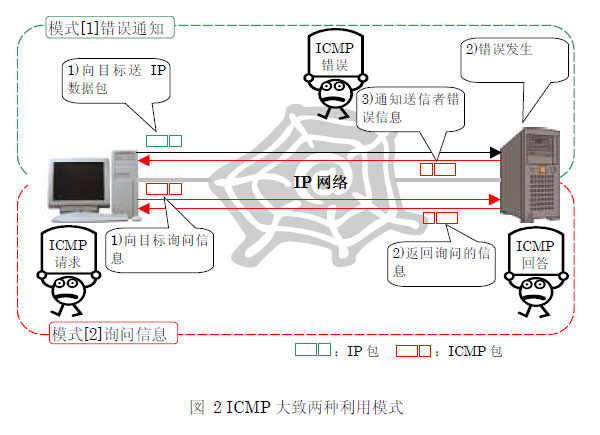 模式[1]错误通知
ICMP
错误
2)错误发生
1)向目标送 IP
数据包
3)通知送信者错
误信息
IP 网络
1)向目标询问信
息
2)返回询问的信
息
ICMP
请求
ICMP
回答
模式[2]询问信息
：IP 包
：ICMP 包
図 2 ICMP 大致两种利用模式